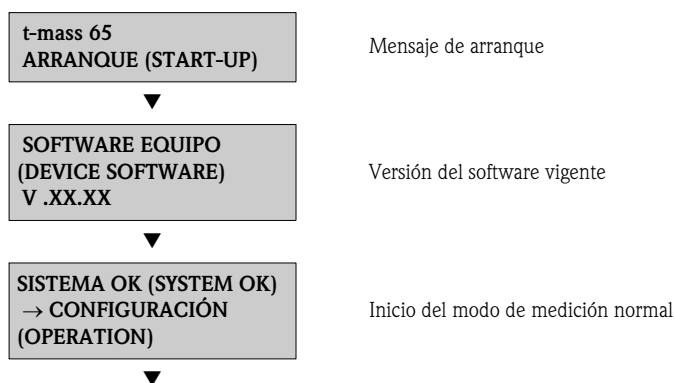 t-mass 65
ARRANQUE (START-UP)
Mensaje de arranque
SOFTWARE EQUIPO
(DEVICE SOFTWARE)
V .XX.XX
Versión del software vigente
SISTEMA OK (SYSTEM OK)
→ CONFIGURACIÓN
(OPERATION)
Inicio del modo de medición normal